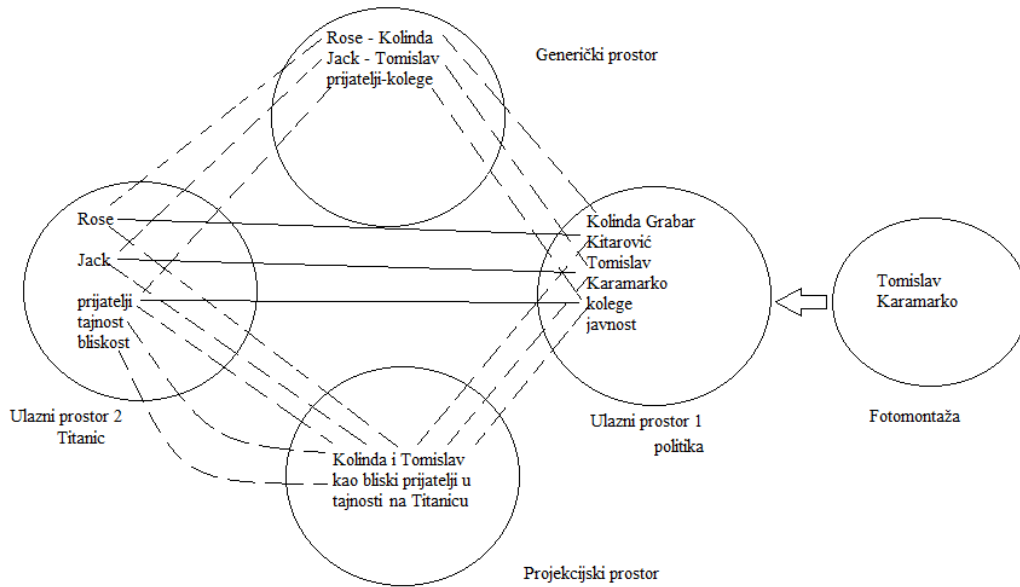 Rose - Kolinda
Jack - Tomislav
prijatelji-kolege
Generički prostor
Rose
Jack
prijatelji
tajnost
bliskost
Ulazni prostor 2
Titanic
Kolinda Grabar
Kitarović
Tomislav
Karamarko
kolege
javnost
Ulazni prostor 1
politika
Tomislav
Karamarko
Fotomontaža
Kolinda i Tomislav
kao bliski prijatelji u
tajnosti na Titanicu
Projekcijski prostor